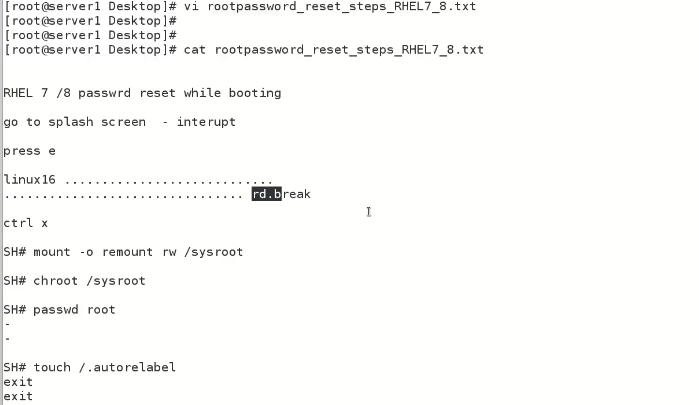 [root@server1 Desktop]# vi rootpassword_reset_steps_RHEL7_8.txt
[root@server1 Desktop]#
[root@server1 Desktop]#
[root@server1 Desktop]# cat rootpassword_reset_steps_RHEL7_8.txt
RHEL 7 /8 passwrd reset while booting
go to splash screen  - interupt
press e
linux16 ............................
................................ rd.break
ctrl x
SH# mount -o remount rw /sysroot
SH# chroot /sysroot
SH# passwd root
-
-
SH# touch /.autorelabel
exit
exit